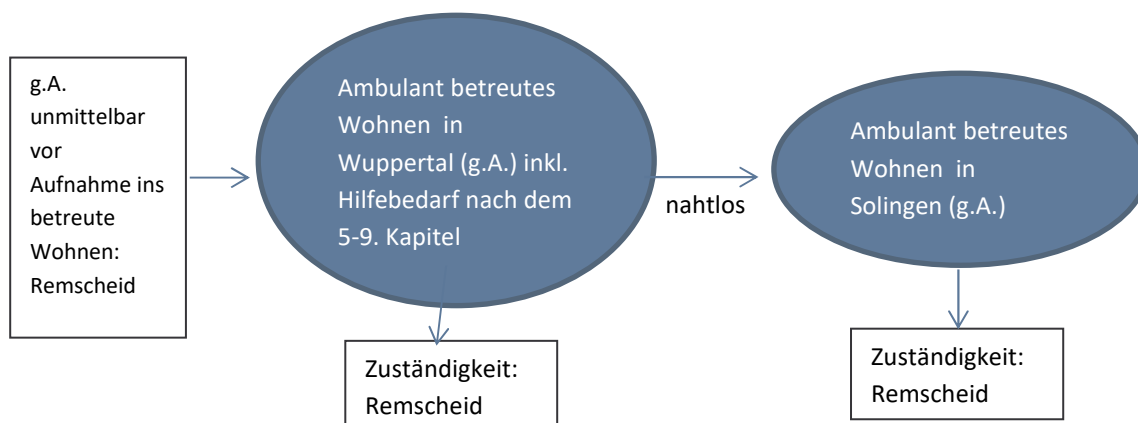 g.A.
unmittelbar
vor
Aufnahme ins
betreute
Wohnen:
Remscheid
Ambulant betreutes
Wohnen in
Wuppertal (g.A.) inkl.
Hilfebedarf nach dem
5-9. Kapitel
nahtlos
Ambulant betreutes
Wohnen in
Solingen (g.A.)
Zuständigkeit:
Remscheid
Zuständigkeit:
Remscheid